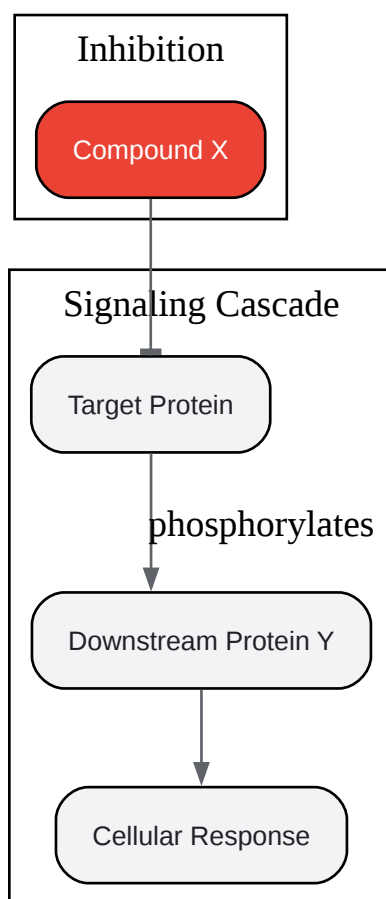 Inhibition
Compound X
Signaling Cascade
Target Protein
phosphorylates
Downstream Protein Y
Cellular Response